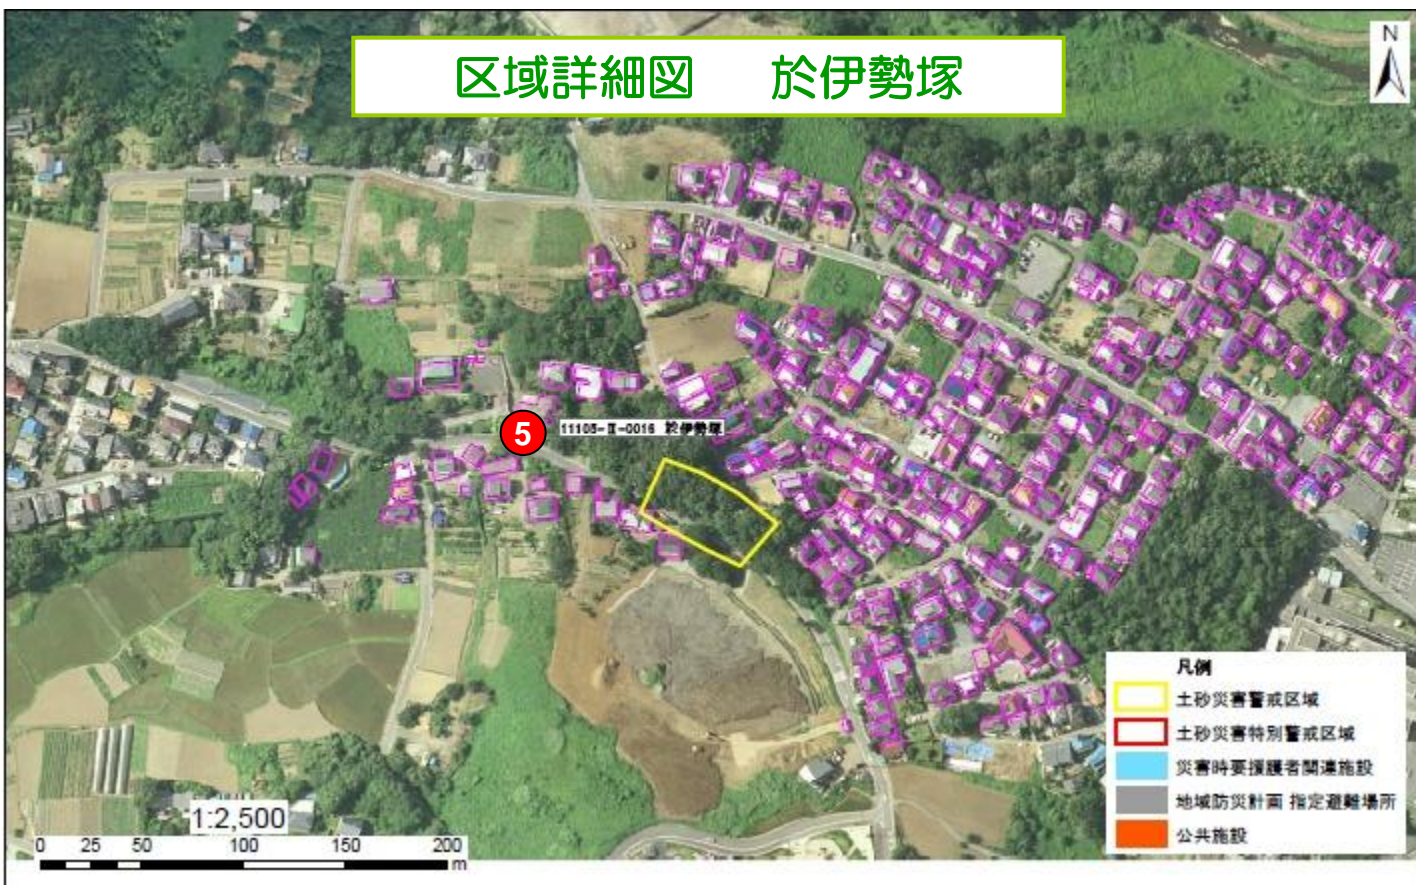 区域詳細図 於伊勢塚
N
5
11105-Ⅱ-0016 於伊勢塚
凡例
土砂災害警戒区域
土砂災害特別警戒区域
災害時要援護者関連施設
地域防災計画 指定避難場所
公共施設
1:2,500
0 25 50 100 150 200
m